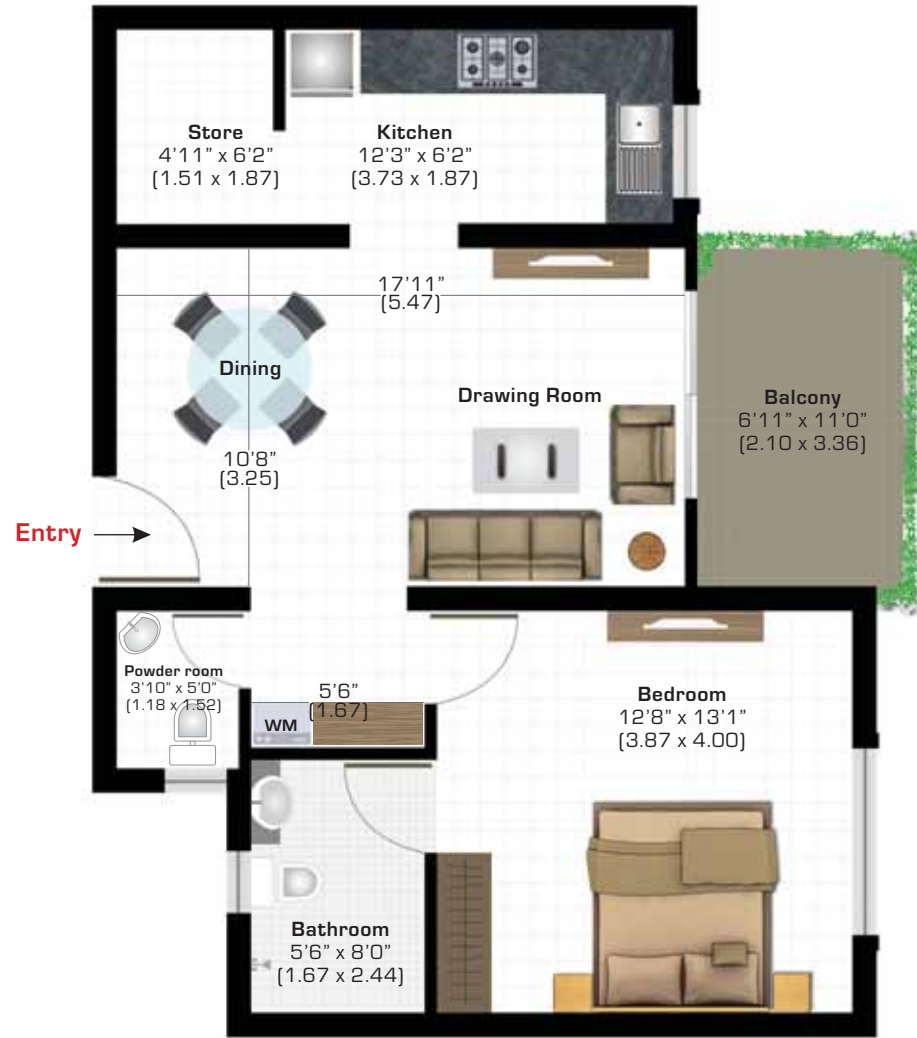 Store
4'11" x 6'2"
(1.51 x 1.87)
Kitchen
12'3" x 6'2"
(3.73 x 1.87)
17'11"
(5.47)
Dining
Drawing Room
10'8"
(3.25)
Balcony
6'11" x 11'0"
(2.10 x 3.36)
Entry
Powder room
3'10" x 5'0"
(1.18 x 1.52)
5'6"
(1.67)
WM
Bedroom
12'8" x 13'1"
(3.87 x 4.00)
Bathroom
5'6" x 8'0"
(1.67 x 2.44)